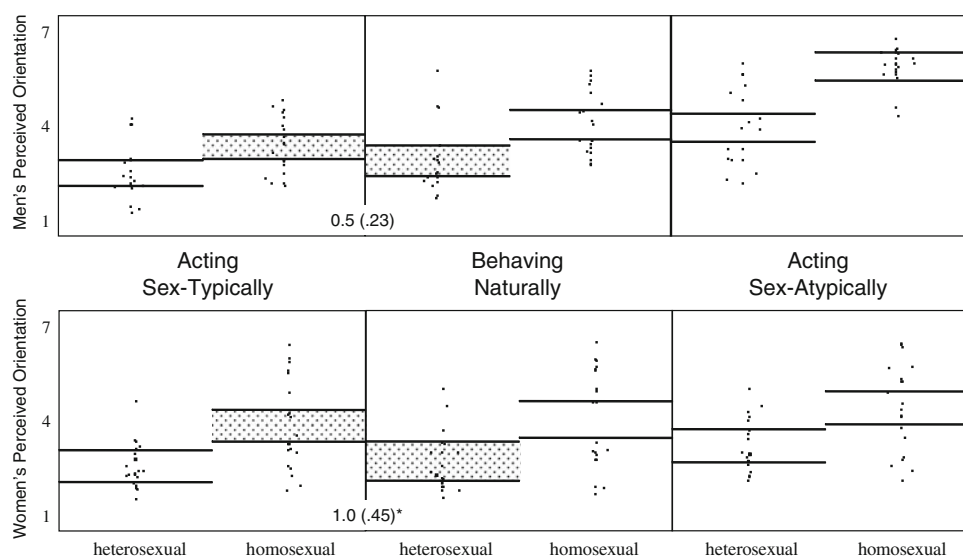 7
4
1
Men's Perceived Orientation
0.5 (.23)
Acting
Sex-Typically
Behaving
Naturally
Acting
Sex-Atypically
7
4
1
Women's Perceived Orientation
1.0 (.45)*
heterosexual homosexual heterosexual homosexual heterosexual homosexual